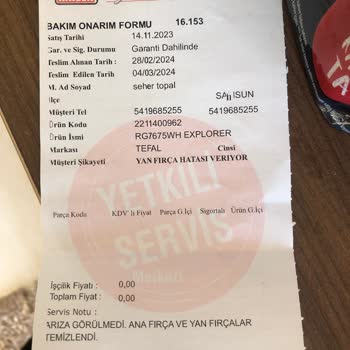 BAKIM ONARIM FORMU 16.153
Satış Tarihi 14.11.2023
Gar. ve Sig. Durumu Garanti Dahilinde
Teslim Alınan Tarih : 28/02/2024
Teslim Edilen Tarih 04/03/2024
M. Ad Soyad seher topal
İlçe SAMSUN
Müşteri Tel 5419685255 5419685255
Ürün Kodu 2211400962
Ürün İsmi RG7675WH EXPLORER
Markası TEFAL Cinsi
Müşteri Şikayeti YAN FIRÇA HATASI VERIYOR
YETKİLİ
SERVİS
Merkezi
Parça Kodu KDV' li Fiyat Parça G.İçi Sigortalı Ürün G.İçi
İşçilik Fiyatı : 0,00
Toplam Fiyat : 0,00
Servis Notu :
ARIZA GÖRÜLMEDİ. ANA FIRÇA VE YAN FIRÇALAR
TEMİZLENDİ.